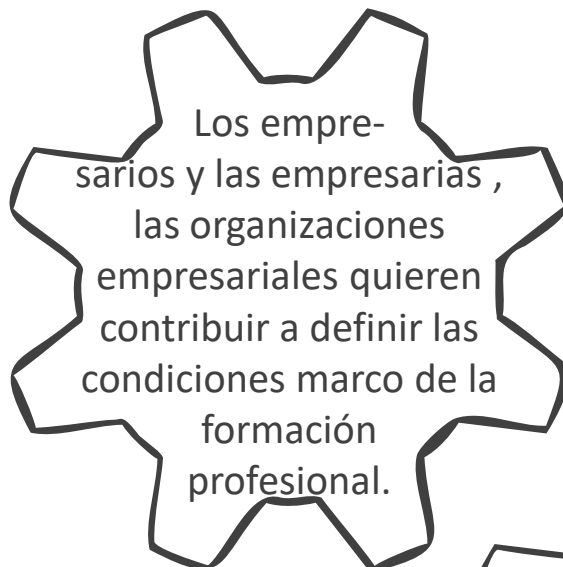 Los empre-
sarios y las empresarias ,
las organizaciones
empresariales quieren
contribuir a definir las
condiciones marco de la
formación
profesional.